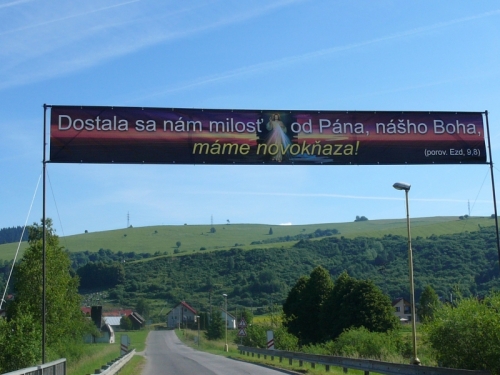 Dostala sa nám milosť od Pána, nášho Boha,
máme novokňaza!
(porov. Ezd, 9,8)